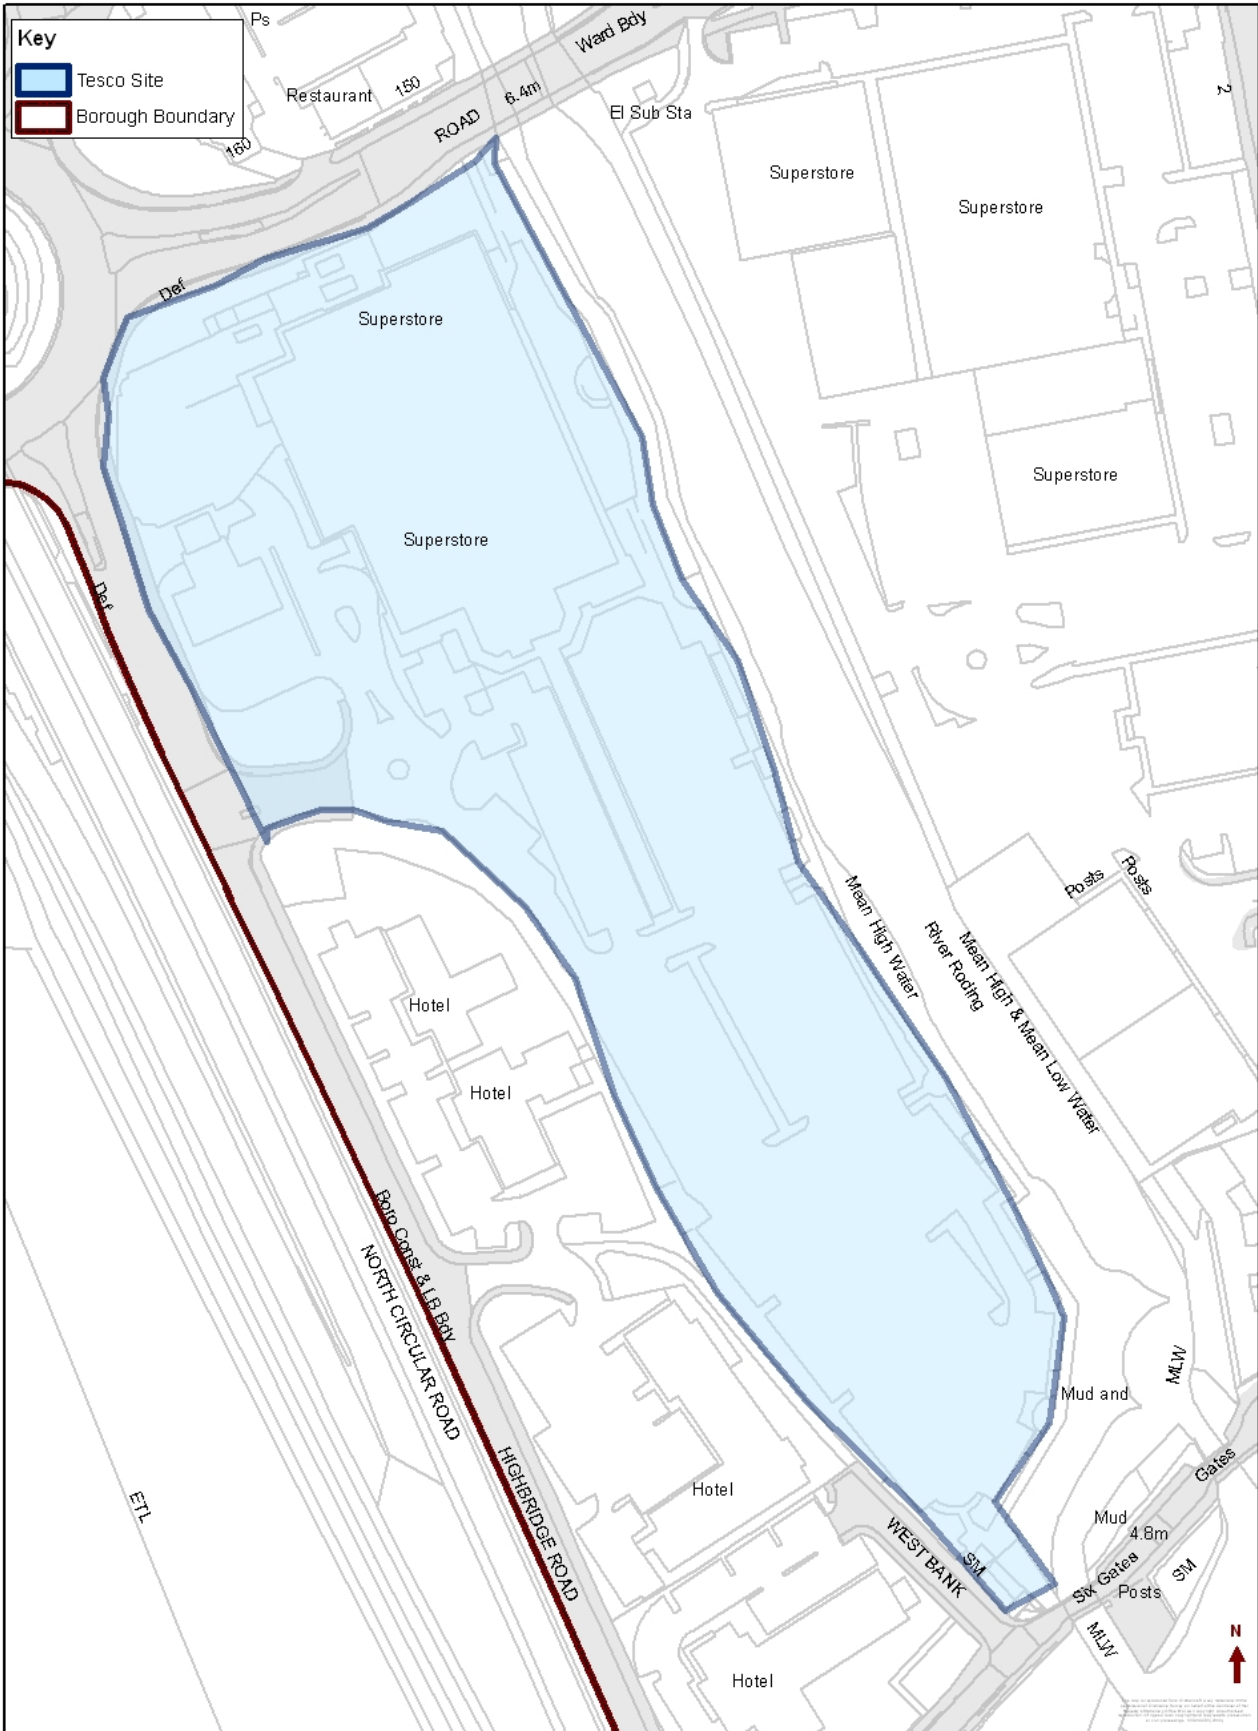 Key
Tesco Site
Borough Boundary
Ps
Ward Bdy
Restaurant
150
160
ROAD
6.4m
El Sub Sta
2
Superstore
Superstore
Def
Superstore
Superstore
Superstore
Def
Posts
Posts
Mean High Water
River Roding
Mean High & Mean Low Water
Hotel
Hotel
Boro Const & LB Bdy
NORTH CIRCULAR ROAD
MLW
Mud and
HIGHBRIDGE ROAD
Hotel
Gates
ETL
Mud
4.8m
WEST BANK
SM
Six Gates
Posts
SM
MLW
N
Hotel